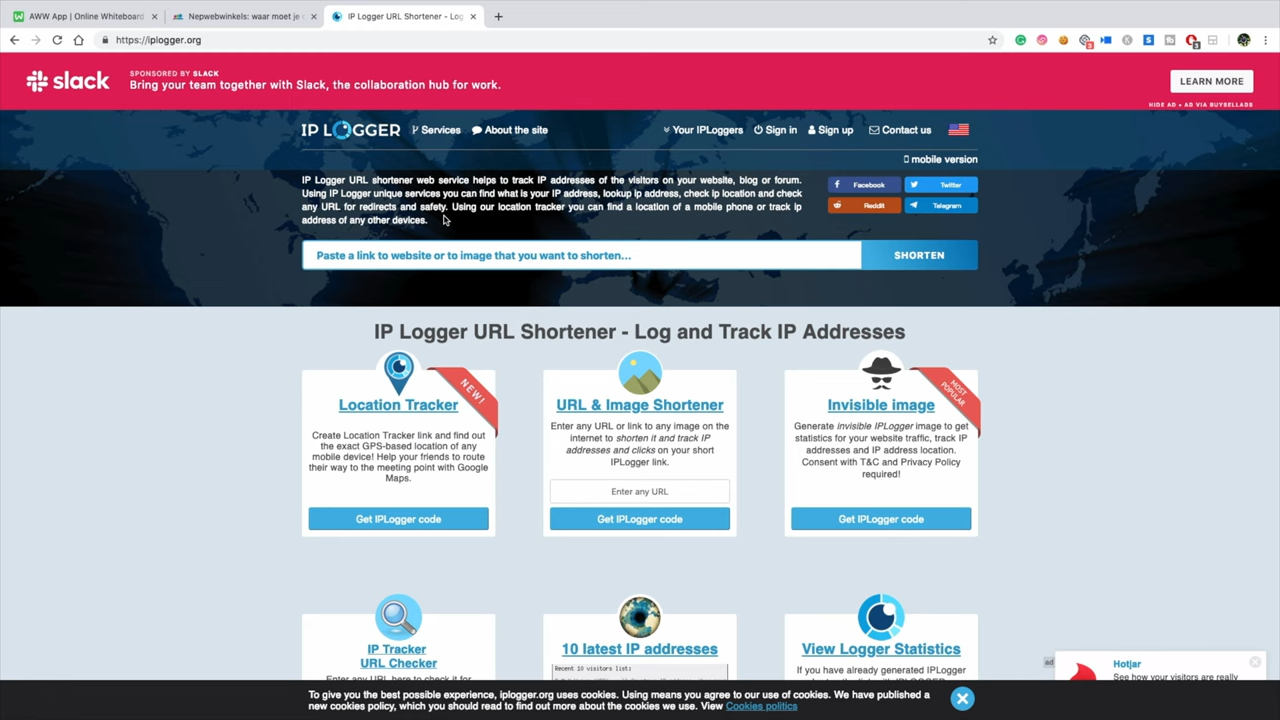 AWW App | Online Whiteboard
Nepwebwinkels: waar moet je o
IP Logger URL Shortener - Log
https://iplogger.org
slack
SPONSORED BY SLACK
Bring your team together with Slack, the collaboration hub for work.
LEARN MORE
HIDE AD • AD VIA BUYSELLADS
IP LOGGER
Services
About the site
Your IPLoggers
Sign in
Sign up
Contact us
mobile version
IP Logger URL shortener web service helps to track IP addresses of the visitors on your website, blog or forum.
Using IP Logger unique services you can find what is your IP address, lookup ip address, check ip location and check
any URL for redirects and safety. Using our location tracker you can find a location of a mobile phone or track ip
address of any other devices.
Facebook
Twitter
Reddit
Telegram
Paste a link to website or to image that you want to shorten...
SHORTEN
IP Logger URL Shortener - Log and Track IP Addresses
NEW!
Location Tracker
Create Location Tracker link and find out
the exact GPS-based location of any
mobile device! Help your friends to route
their way to the meeting point with Google
Maps.
Get IPLogger code
URL & Image Shortener
Enter any URL or link to any image on the
internet to shorten it and track IP
addresses and clicks on your short
IPLogger link.
Enter any URL
Get IPLogger code
MOST
POPULAR
Invisible image
Generate invisible IPLogger image to get
statistics for your website traffic, track IP
addresses and IP address location.
Consent with T&C and Privacy Policy
required!
Get IPLogger code
IP Tracker
URL Checker
Enter any URL here to check it for
10 latest IP addresses
Recent 10 visitors list:
View Logger Statistics
If you have already generated IPLogger
ad
Hotjar
See how your visitors are really
To give you the best possible experience, iplogger.org uses cookies. Using means you agree to our use of cookies. We have published a
new cookies policy, which you should read to find out more about the cookies we use. View Cookies politics